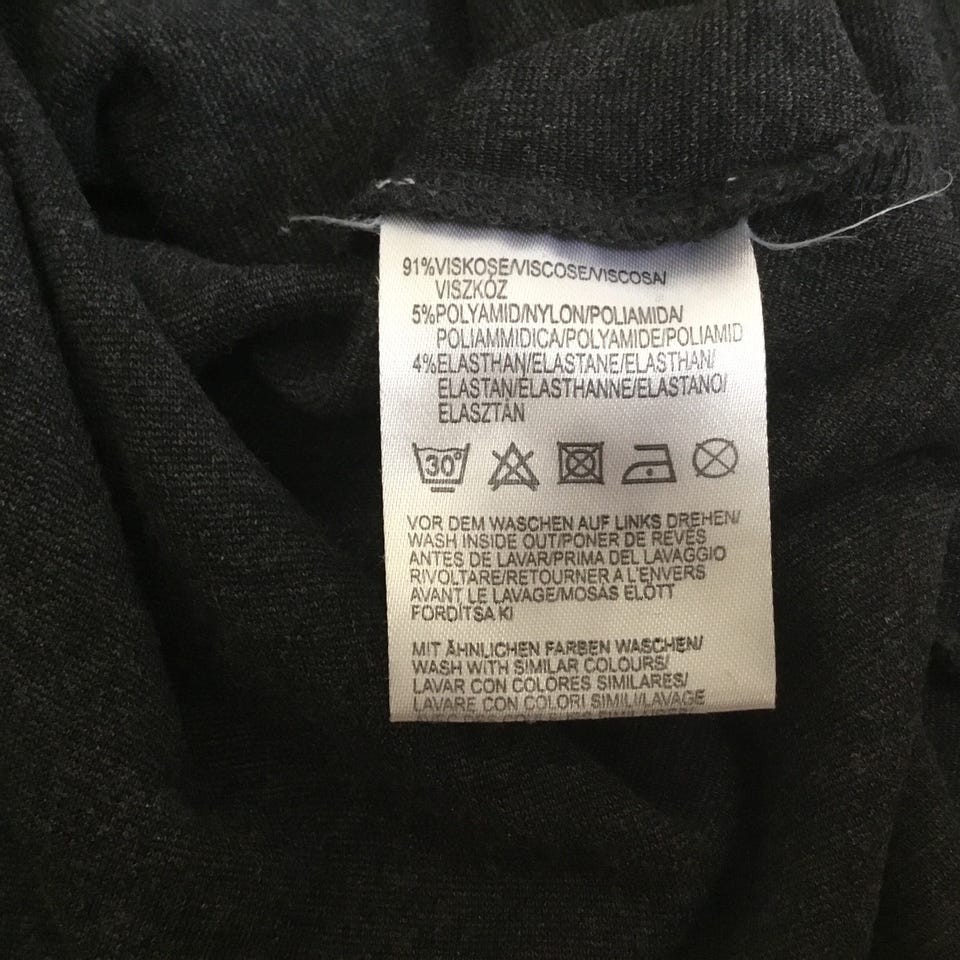 91%VISKOSE/VISCOSE/VISCOSA/
VISZKÓZ
5%POLYAMID/NYLON/POLIAMIDA/
POLIAMMIDICA/POLYAMIDE/POLIAMID
4%ELASTHAN/ELASTANE/ELASTHAN/
ELASTAN/ÉLASTHANNE/ELASTANO/
ELASZTÁN
30°
VOR DEM WASCHEN AUF LINKS DREHEN/
WASH INSIDE OUT/PONER DE REVÉS
ANTES DE LAVAR/PRIMA DEL LAVAGGIO
RIVOLTARE/RETOURNER A L'ENVERS
AVANT LE LAVAGE/MOSÁS ELŐTT
FORDÍTSA KI
MIT ÄHNLICHEN FARBEN WASCHEN/
WASH WITH SIMILAR COLOURS/
LAVAR CON COLORES SIMILARES/
LAVARE CON COLORI SIMILI/LAVAGE